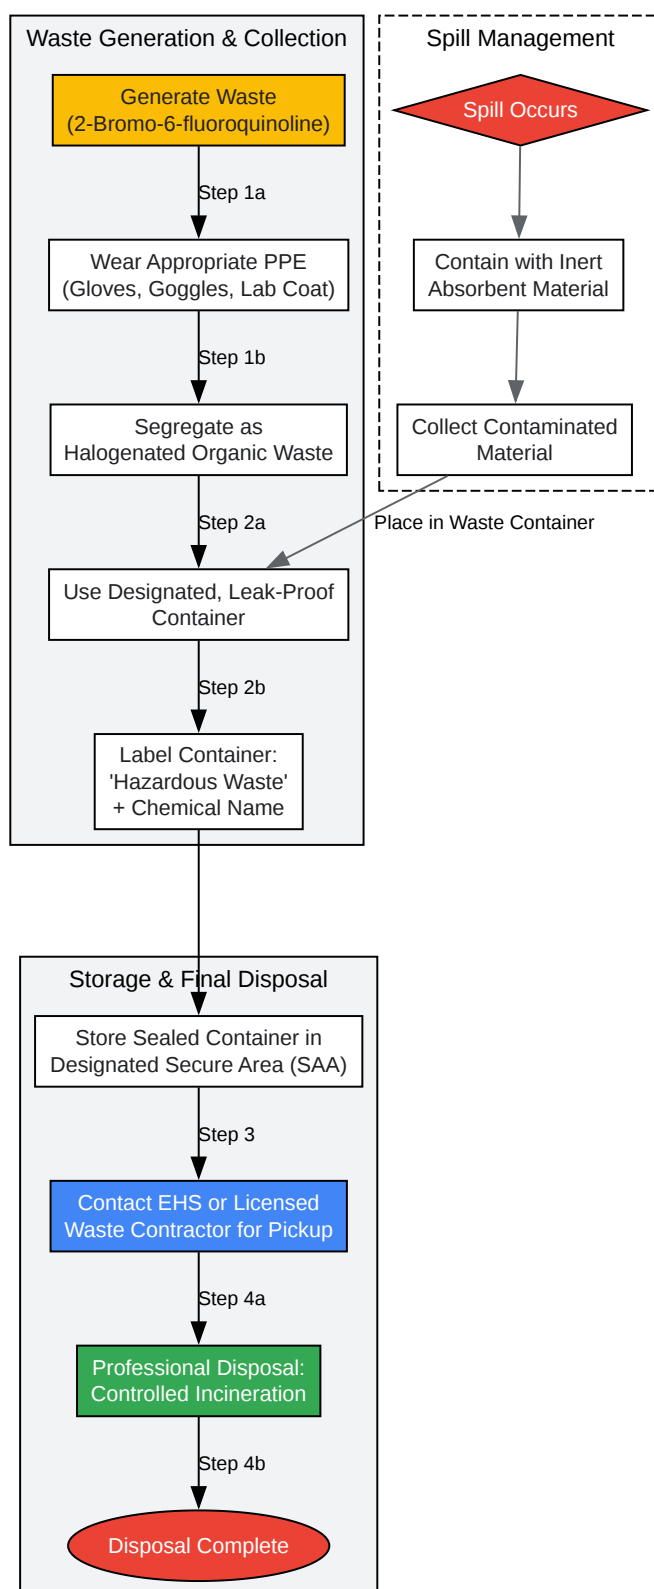 Waste Generation & Collection
Generate Waste
(2-Bromo-6-fluoroquinoline)
Step 1a
Wear Appropriate PPE
(Gloves, Goggles, Lab Coat)
Step 1b
Segregate as
Halogenated Organic Waste
Step 2a
Use Designated, Leak-Proof
Container
Step 2b
Label Container:
'Hazardous Waste'
+ Chemical Name
Spill Management
Spill Occurs
Contain with Inert
Absorbent Material
Collect Contaminated
Material
Place in Waste Container
Storage & Final Disposal
Store Sealed Container in
Designated Secure Area (SAA)
Step 3
Contact EHS or Licensed
Waste Contractor for Pickup
Step 4a
Professional Disposal:
Controlled Incineration
Step 4b
Disposal Complete